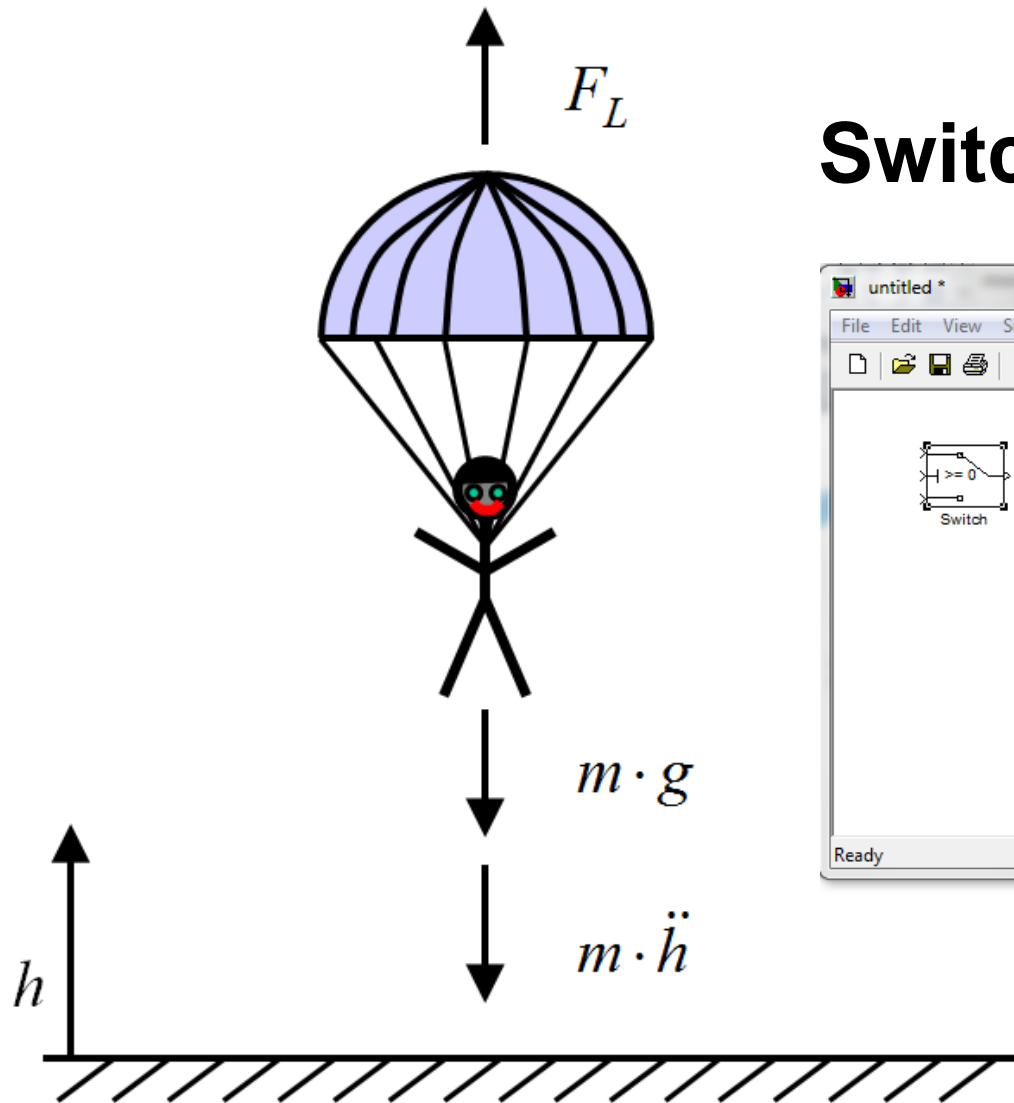 F_L
Switc
untitled *
File Edit View S
>= 0
Switch
m · g
Ready
m · ḧ
h